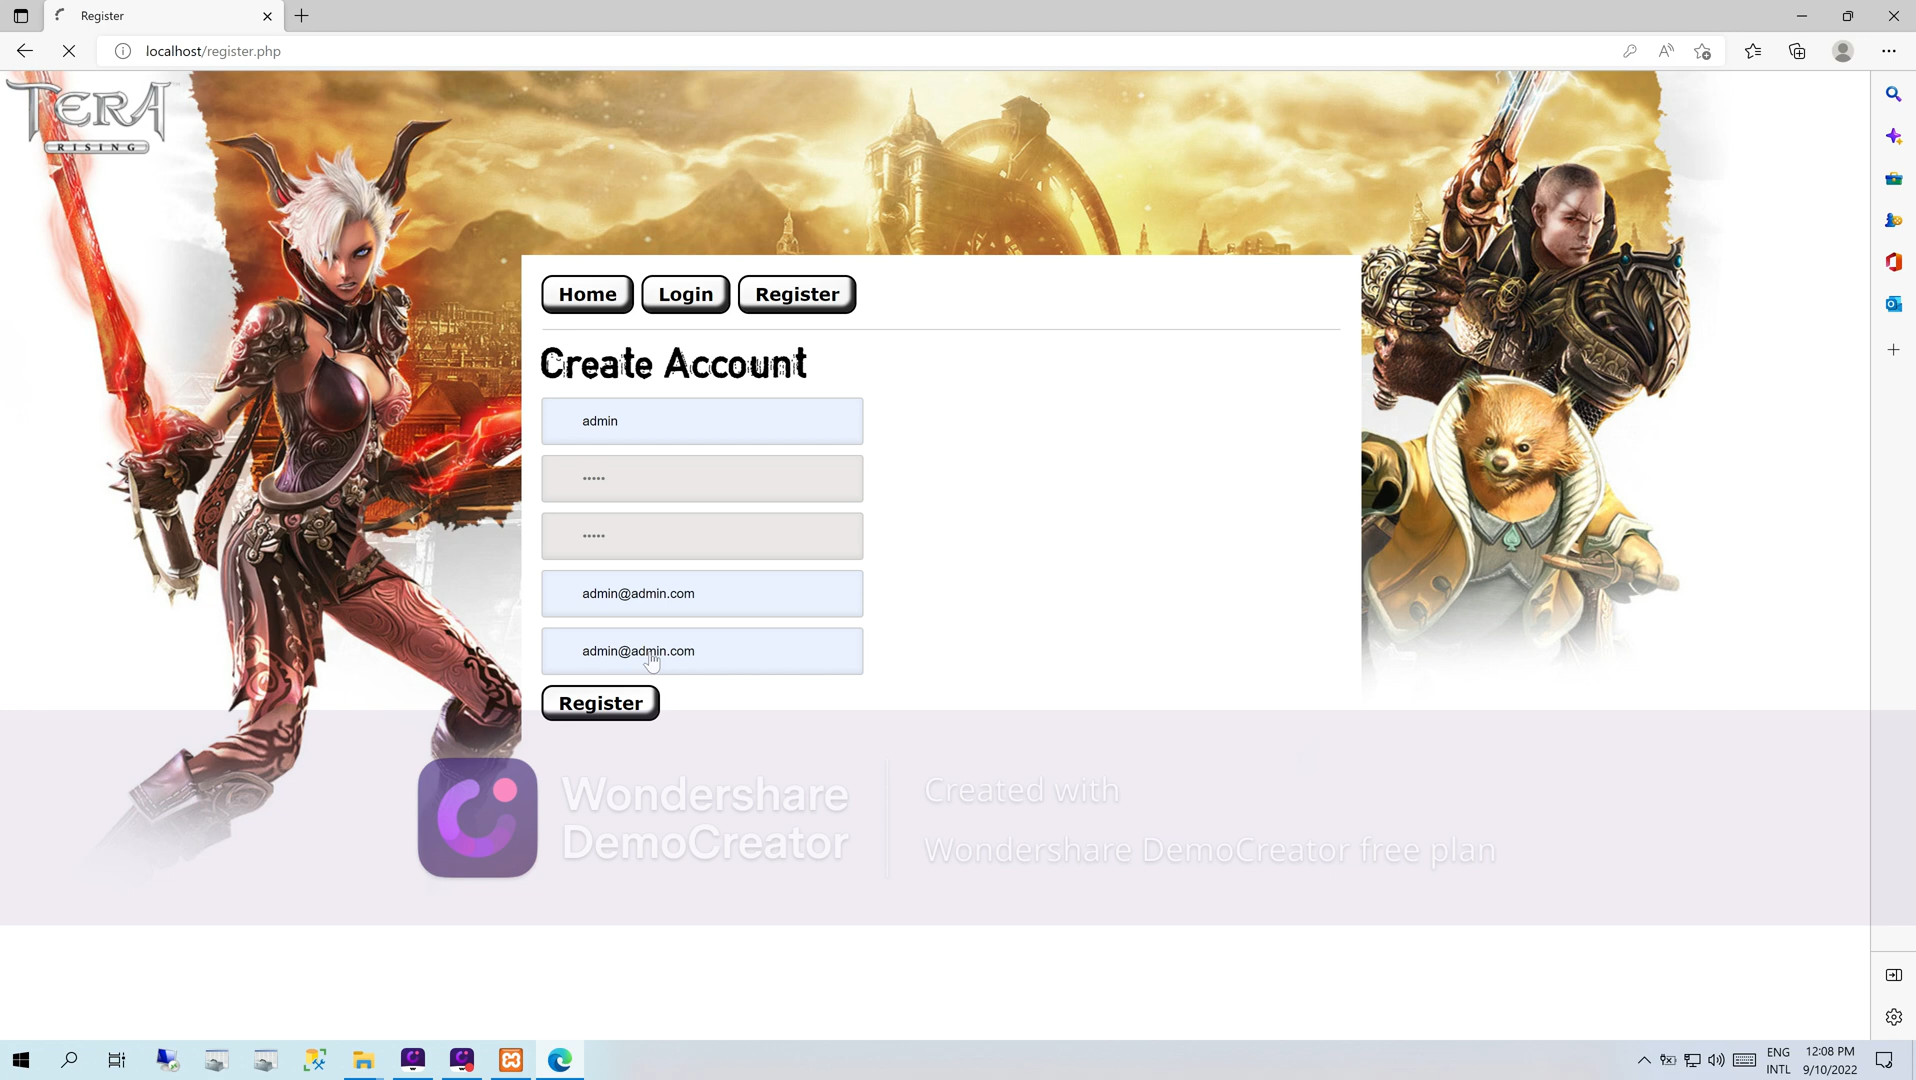 Register
localhost/register.php
TERA
RISING
Home
Login
Register
Create Account
admin
•••••
•••••
admin@admin.com
admin@admin.com
Register
Wondershare
DemoCreator
Created with
Wondershare DemoCreator free plan
ENG
INTL
12:08 PM
9/10/2022